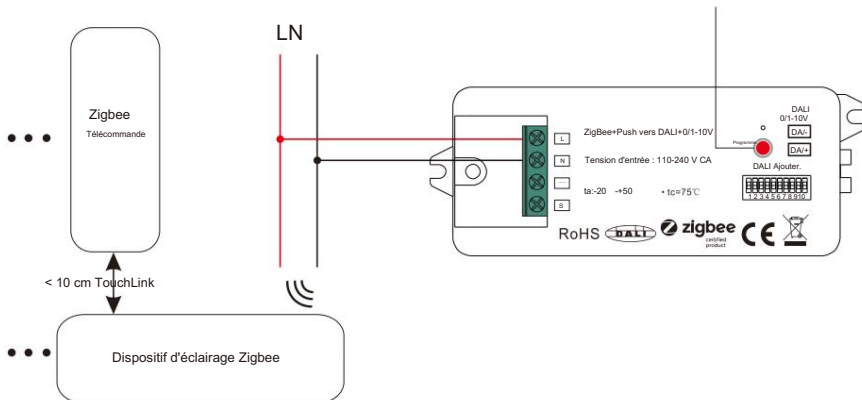 LN
Zigbee
Télécommande
< 10 cm TouchLink
Dispositif d'éclairage Zigbee
L
N
S
ZigBee+Push vers DALI+0/1-10V
Tension d'entrée : 110-240 V CA
ta:-20 -+50 • tc=75℃
RoHS DALI zigbee
certified
product
CE
Programme
DALI
0/1-10V
DA/-
DA/+
DALI Ajouter.
1 2 3 4 5 6 7 8 9 10